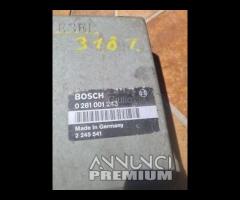 318 T
BOSCH
0 281 001 243
Made in Germany
2 245 541
ANNUNCI
PREMIUM